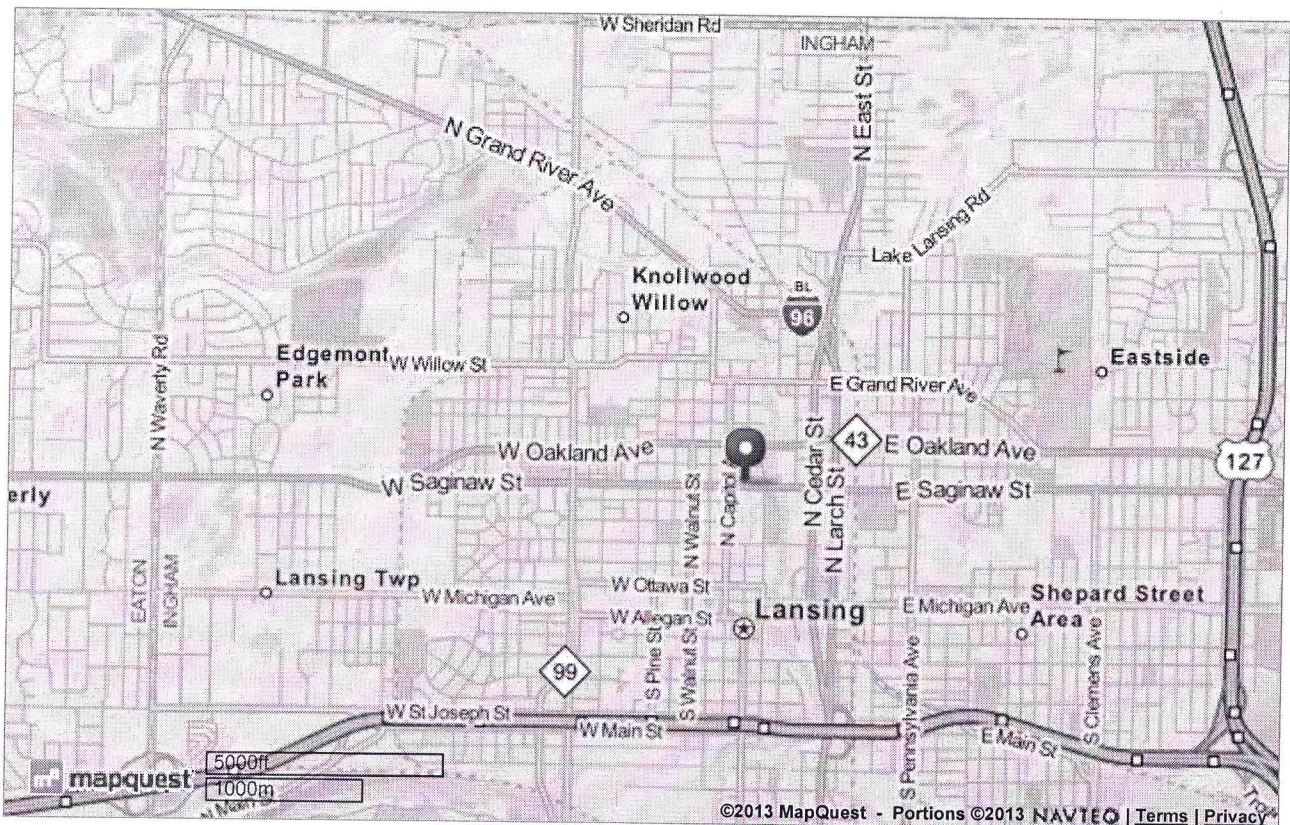 W Sheridan Rd
INGHAM
N East St
N Grand River Ave
Lake Lansing Rd
Knollwood
Willow
BL
96
Edgemont
Park
W Willow St
Eastside
N Waverly Rd
E Grand River Ave
W Oakland Ave
N Cedar St
43
E Oakland Ave
127
W Saginaw St
N Capitol
E Saginaw St
erly
N Walnut St
N Larch St
EATON
INGHAM
Lansing Twp
W Ottawa St
W Michigan Ave
W Allegan St
Lansing
E Michigan Ave
Shepard Street
Area
99
S Pine St
S Walnut St
S Pennsylvania Ave
S Clemens Ave
W St Joseph St
W Main St
E Main St
mapquest
5000ft
1000m
N Main St
©2013 MapQuest - Portions ©2013 NAVTEQ | Terms | Privacy